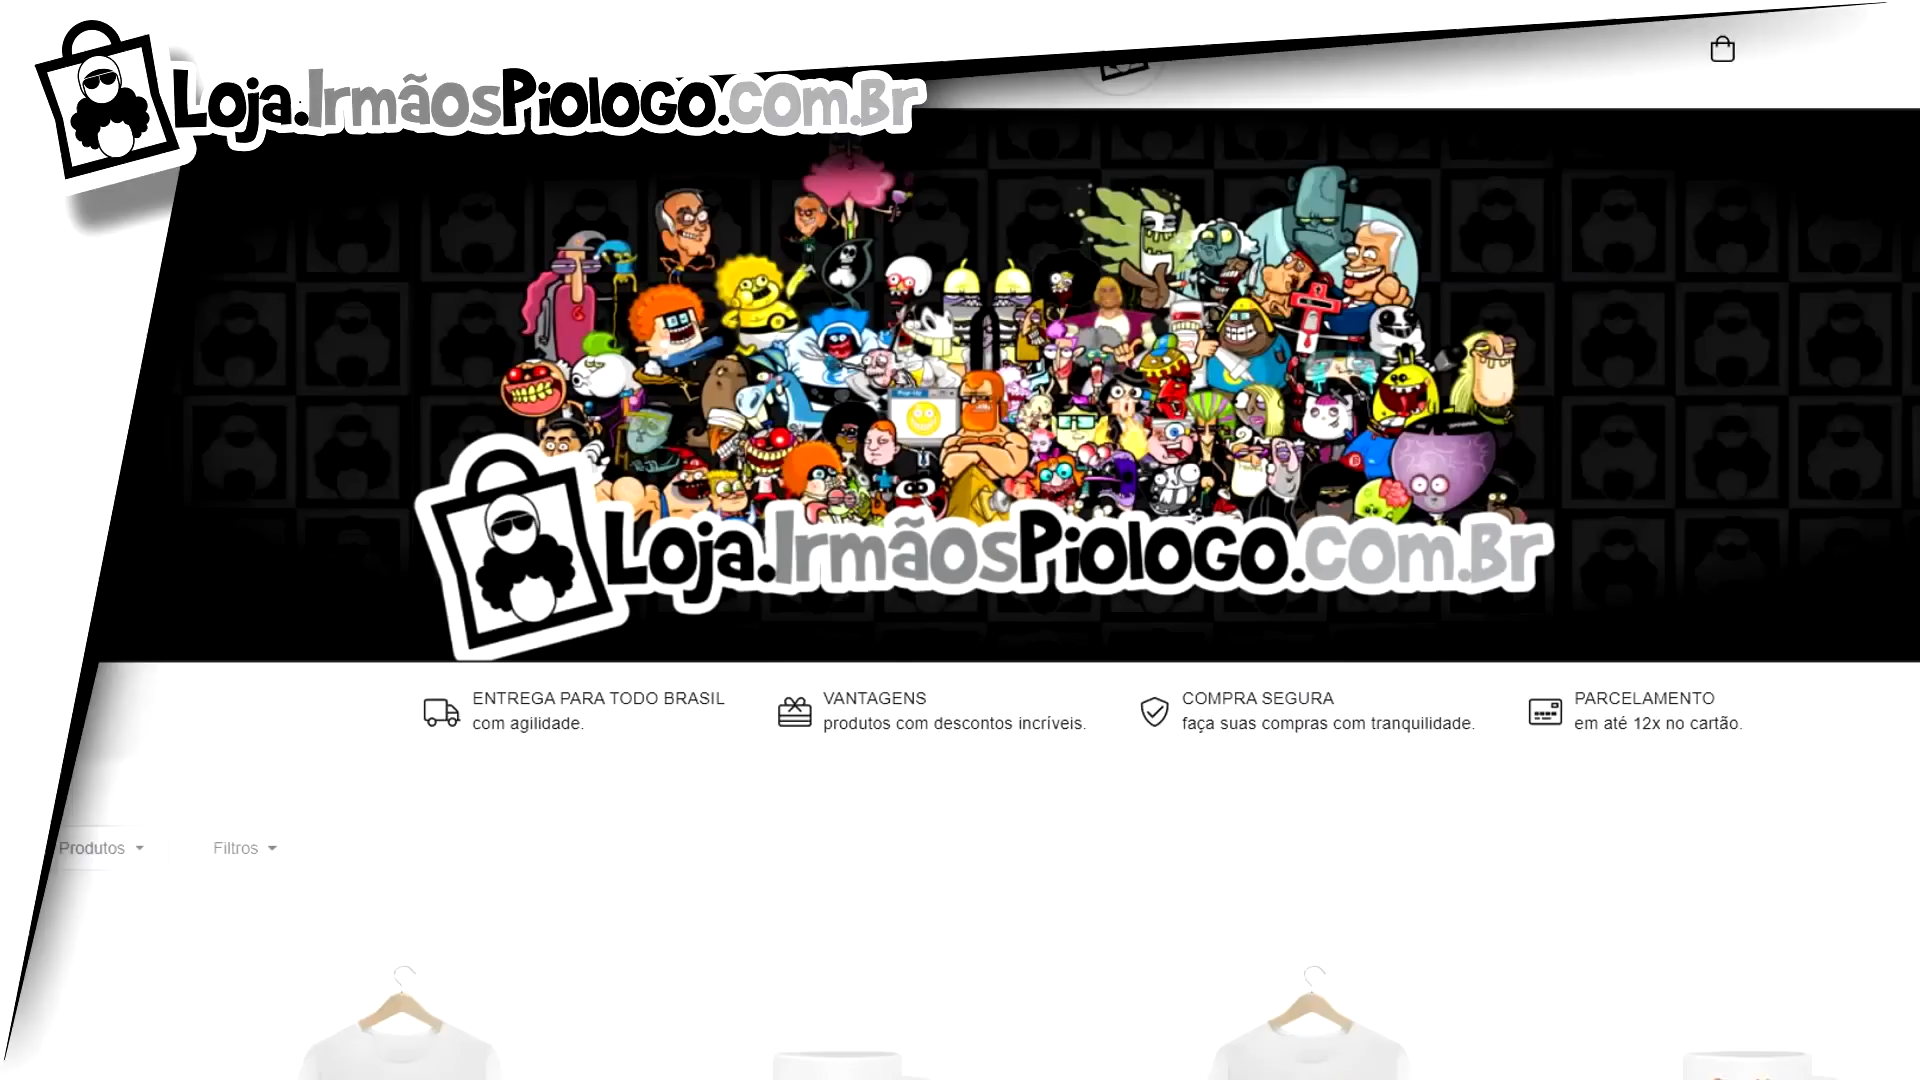 Loja.IrmãosPiologo.com.Br
Loja.IrmãosPiologo.com.Br
ENTREGA PARA TODO BRASIL
com agilidade.
VANTAGENS
produtos com descontos incríveis.
COMPRA SEGURA
faça suas compras com tranquilidade.
PARCELAMENTO
em até 12x no cartão.
Produtos
Filtros